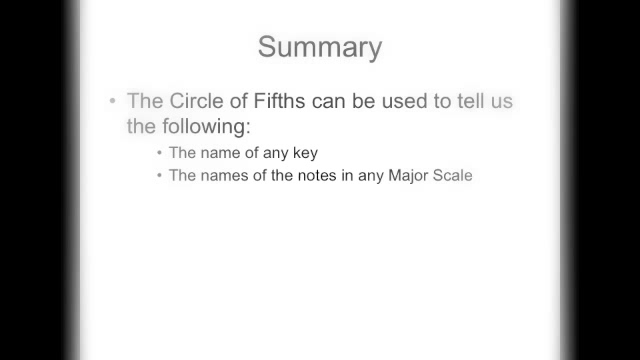 Summary
• The Circle of Fifths can be used to tell us
the following:
• The name of any key
• The names of the notes in any Major Scale